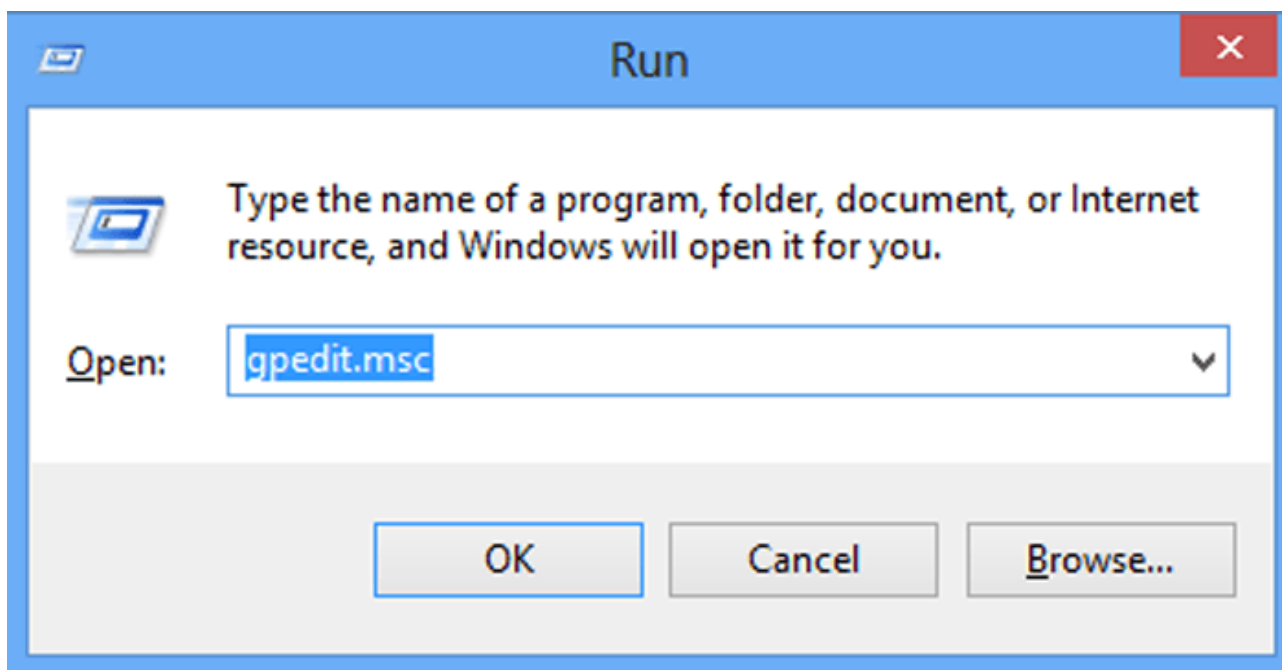 Run
Type the name of a program, folder, document, or Internet
resource, and Windows will open it for you.
Open: gpedit.msc
OK Cancel Browse...